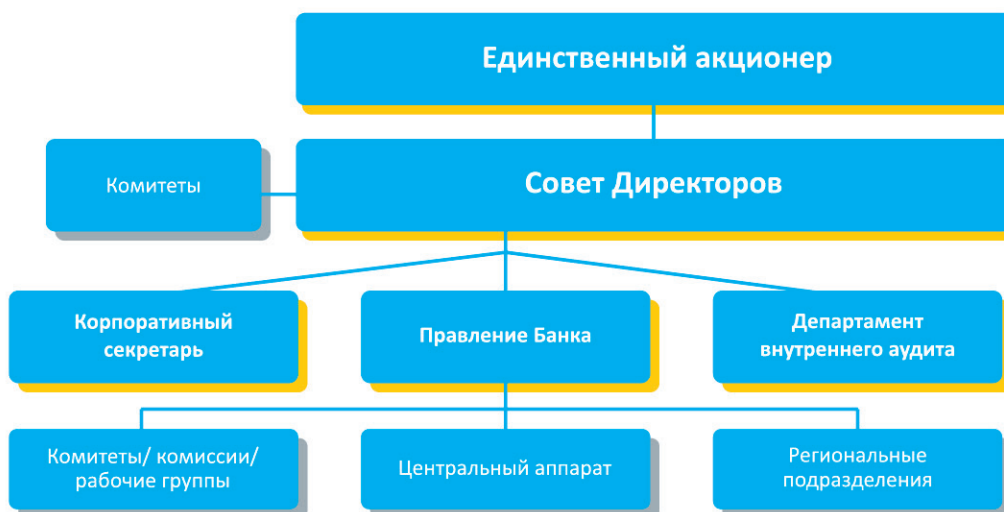 Единственный акционер
Комитеты
Совет Директоров
Корпоративный
секретарь
Правление Банка
Департамент
внутреннего аудита
Комитеты/ комиссии/
рабочие группы
Центральный аппарат
Региональные
подразделения